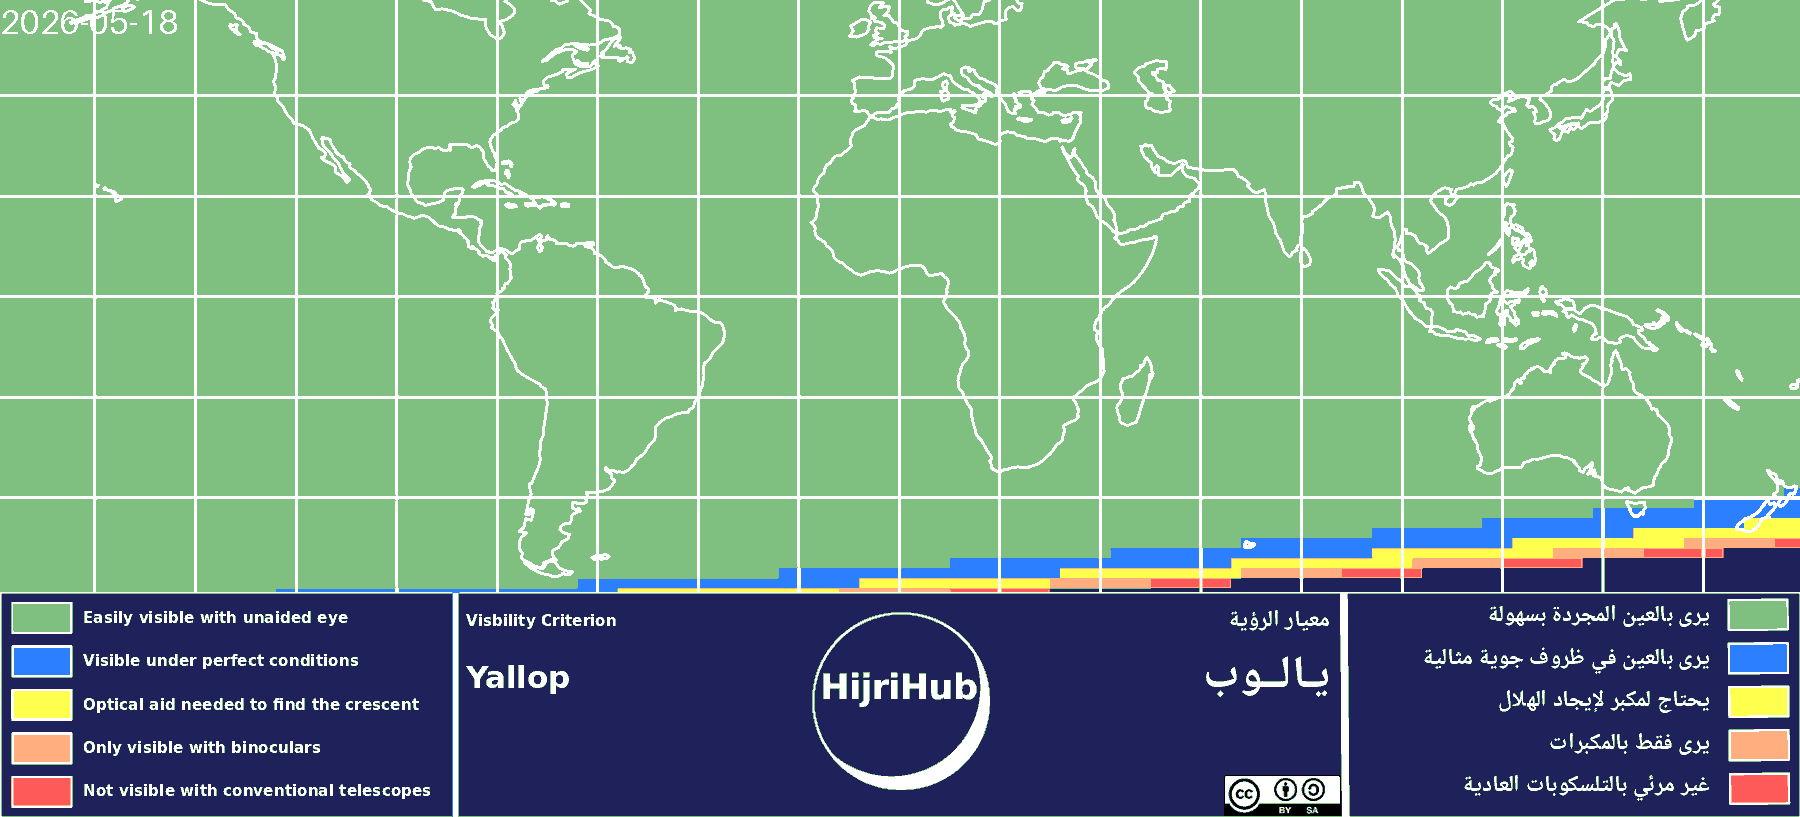 2026-05-18
Easily visible with unaided eye
Visible under perfect conditions
Optical aid needed to find the crescent
Only visible with binoculars
Not visible with conventional telescopes
Visbility Criterion
Yallop
HijriHub
معيار الرؤية
يـالـوب
cc
BY SA
يرى بالعين المجردة بسهولة
يرى بالعين في ظروف جوية مثالية
يحتاج لمكبر لإيجاد الهلال
يرى فقط بالمكبرات
غير مرئي بالتلسكوبات العادية